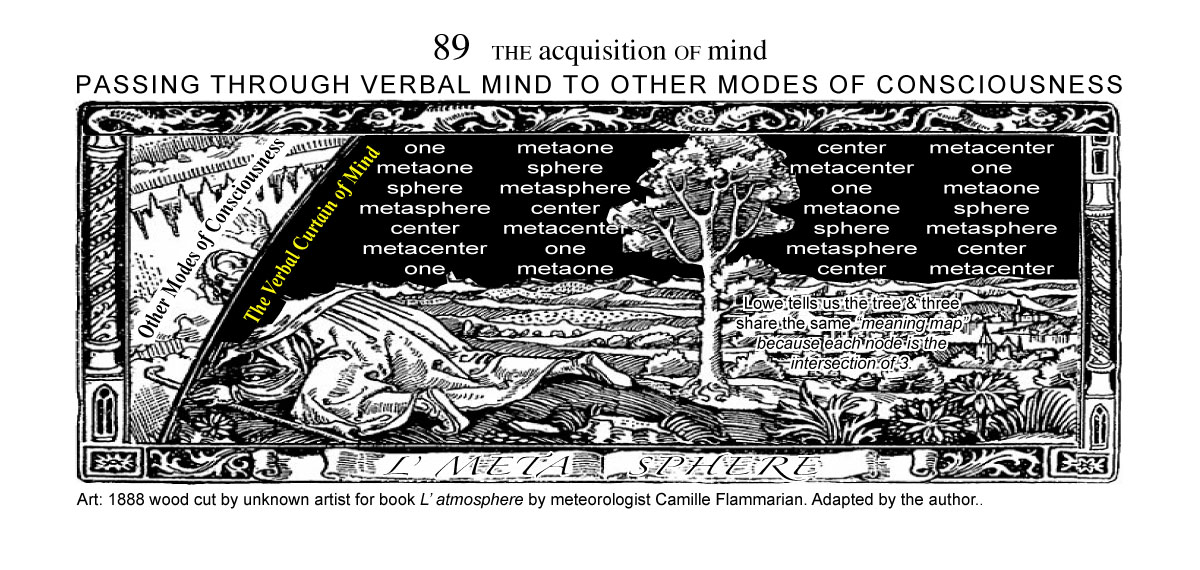 89 THE acquisition OF mind
PASSING THROUGH VERBAL MIND TO OTHER MODES OF CONSCIOUSNESS
Other Modes of Consciousness
The Verbal Curtain of Mind
one metaone center metacenter
metaone sphere metacenter one
sphere metasphere one metaone
metasphere center metaone sphere
center metacenter sphere metasphere
metacenter one metasphere center
one metaone center metacenter
Lowe tells us the tree & three
share the same "meaning map"
because each node is the
intersection of 3.
L' META SPHERE
Art: 1888 wood cut by unknown artist for book L' atmosphere by meteorologist Camille Flammarian. Adapted by the author..